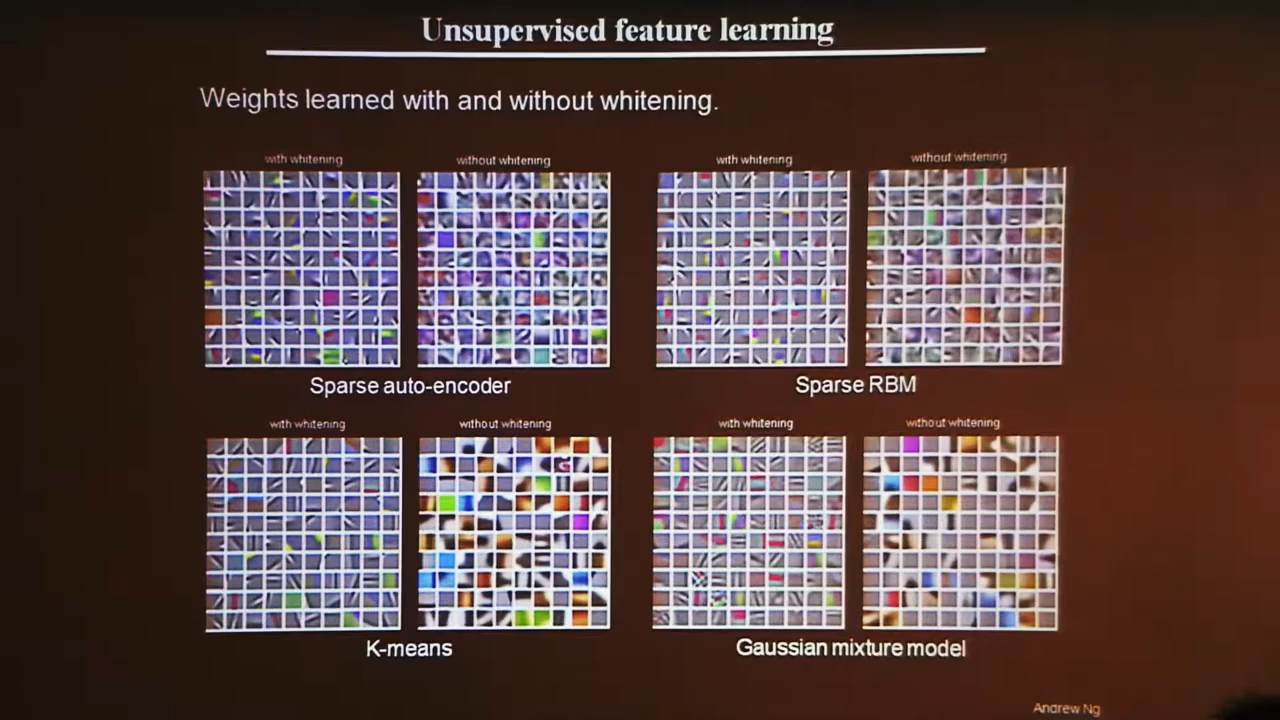 Unsupervised feature learning
Weights learned with and without whitening.
with whitening
without whitening
with whitening
without whitening
Sparse auto-encoder
Sparse RBM
with whitening
without whitening
with whitening
without whitening
K-means
Gaussian mixture model
Andrew Ng